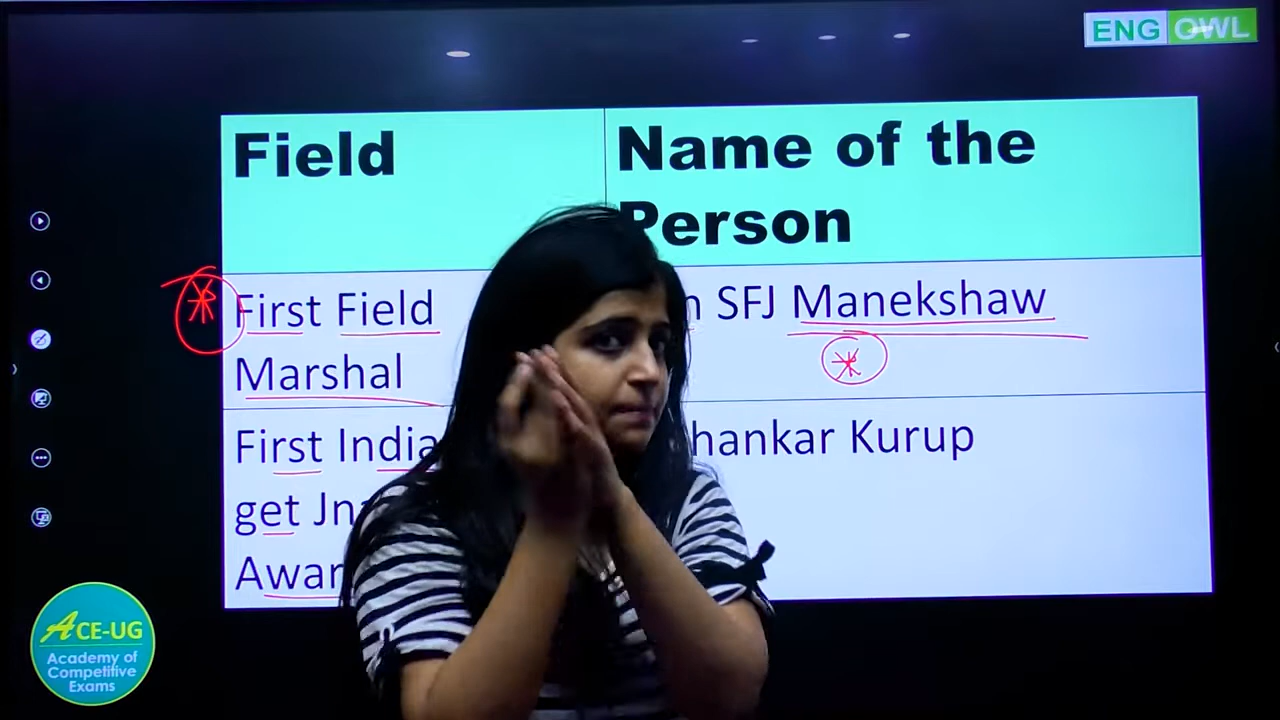 ENG OWL
Field
Name of the
Person
First Field
SFJ Manekshaw
Marshal
First India
hankar Kurup
get Jn
Awar
ACE-UG
Academy of
Competitive
Exams